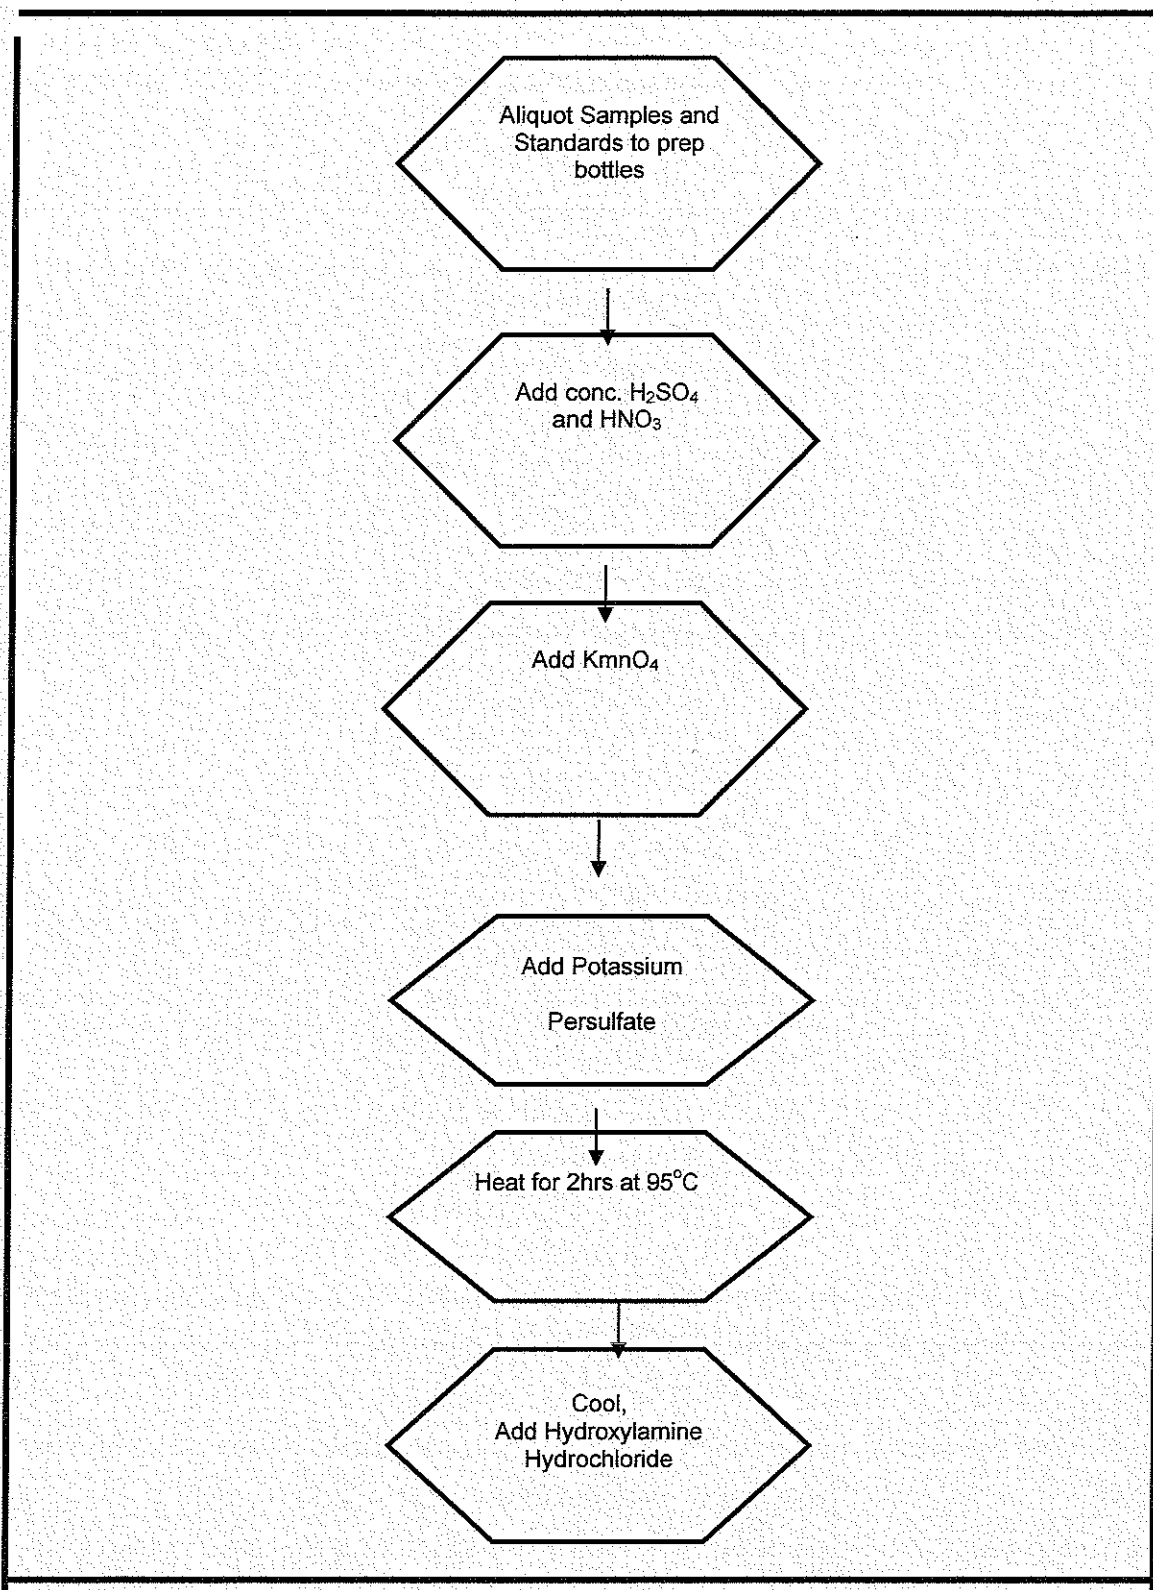 Aliquot Samples and
Standards to prep
bottles
Add conc. H₂SO₄
and HNO₃
Add KmnO₄
Add Potassium
Persulfate
Heat for 2hrs at 95°C
Cool,
Add Hydroxylamine
Hydrochloride